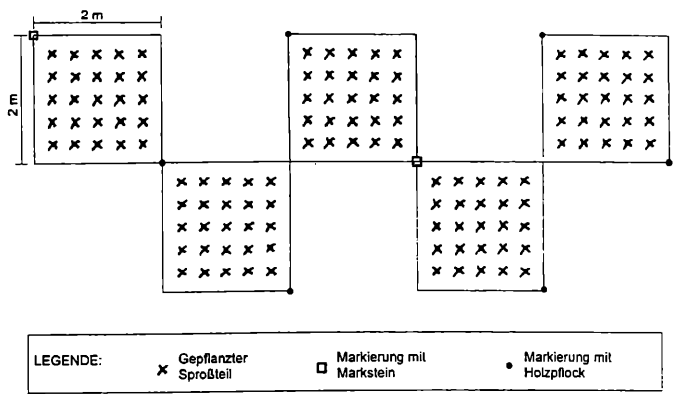 2 m
2 m
LEGENDE:
Gepflanzter
Sproßteil
Markierung mit
Markstein
Markierung mit
Holzpflock